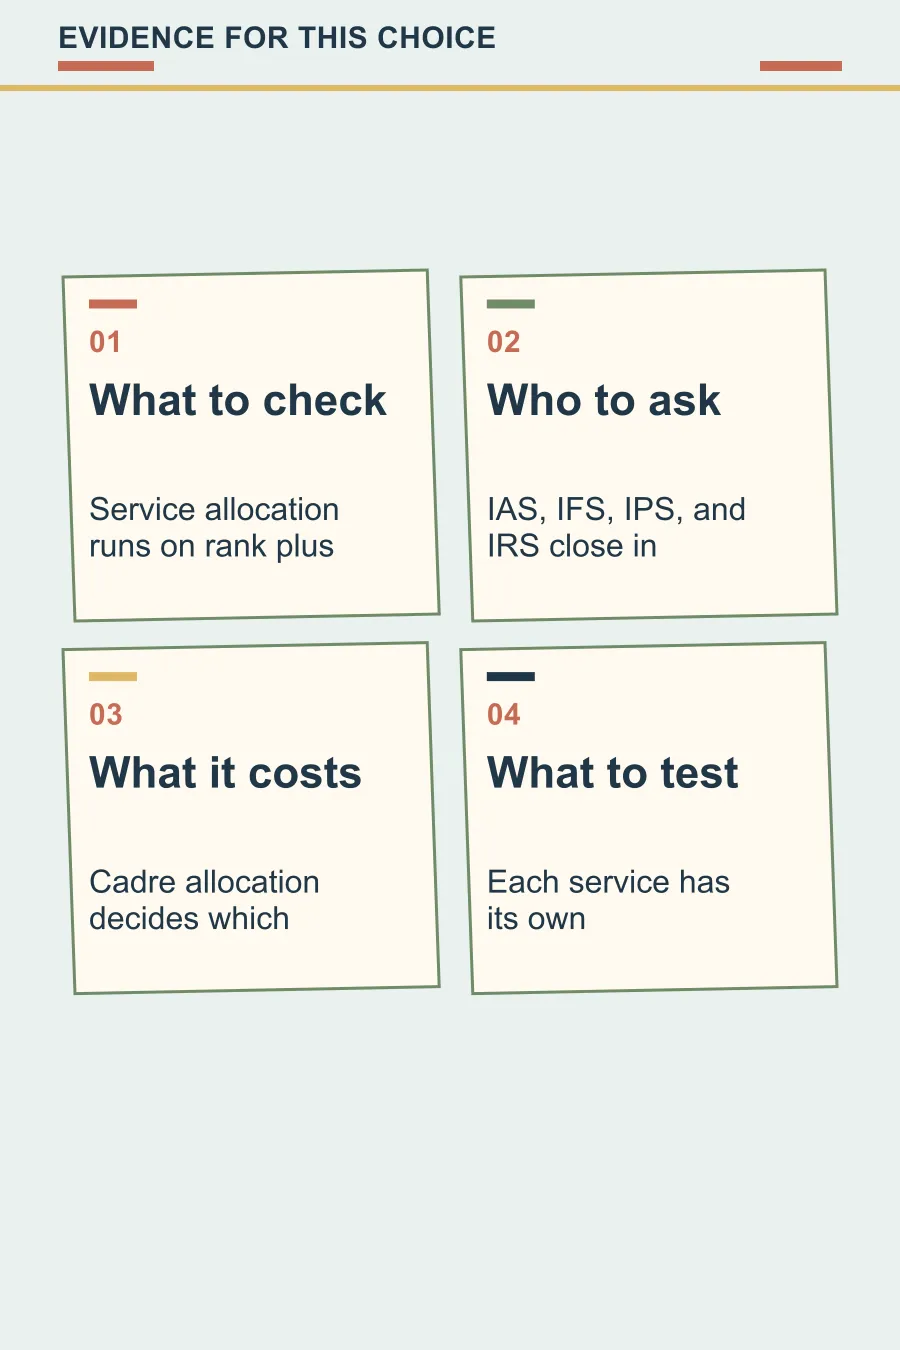 EVIDENCE FOR THIS CHOICE
01
What to check
Service allocation
runs on rank plus
02
Who to ask
IAS, IFS, IPS, and
IRS close in
03
What it costs
Cadre allocation
decides which
04
What to test
Each service has
its own